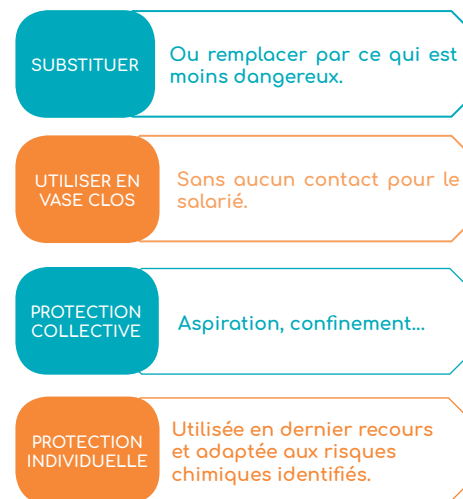 SUBSTITUER
Ou remplacer par ce qui est
moins dangereux.
UTILISER EN
VASE CLOS
Sans aucun contact pour le
salarié.
PROTECTION
COLLECTIVE
Aspiration, confinement...
PROTECTION
INDIVIDUELLE
Utilisée en dernier recours
et adaptée aux risques
chimiques identifiés.